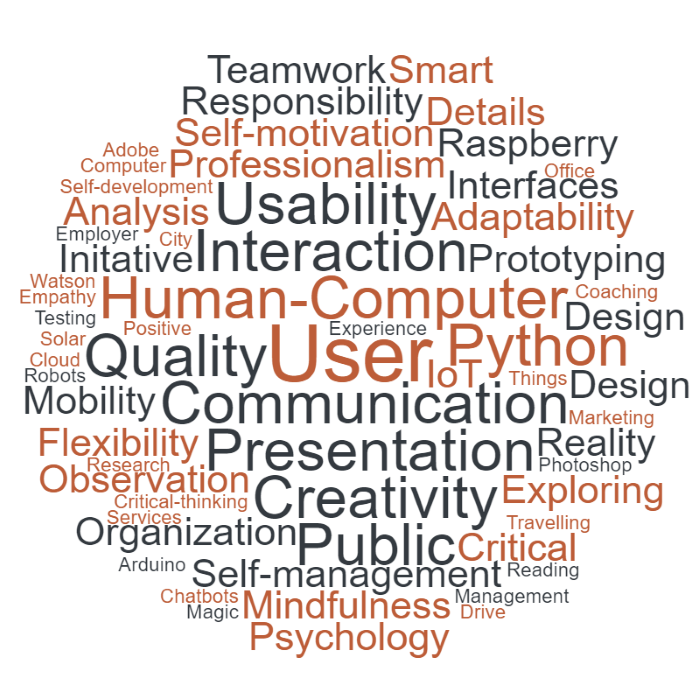 Teamwork Smart
Responsibility Details
Self-motivation Raspberry
Adobe
Computer Professionalism Office
Self-development Usability Interfaces
Analysis Adaptability
Employer City Interaction
Initative Prototyping
Watson
Empathy Human-Computer Coaching
Testing Design
Positive Experience
Solar Quality User Python
Cloud IoT Things
Robots Design
Mobility Communication Marketing
Flexibility Presentation Reality
Research Photoshop
Observation Creativity Exploring
Critical-thinking
Services Travelling
Organization Public Critical
Arduino Self-management Reading
Chatbots Mindfulness Management
Magic Drive
Psychology